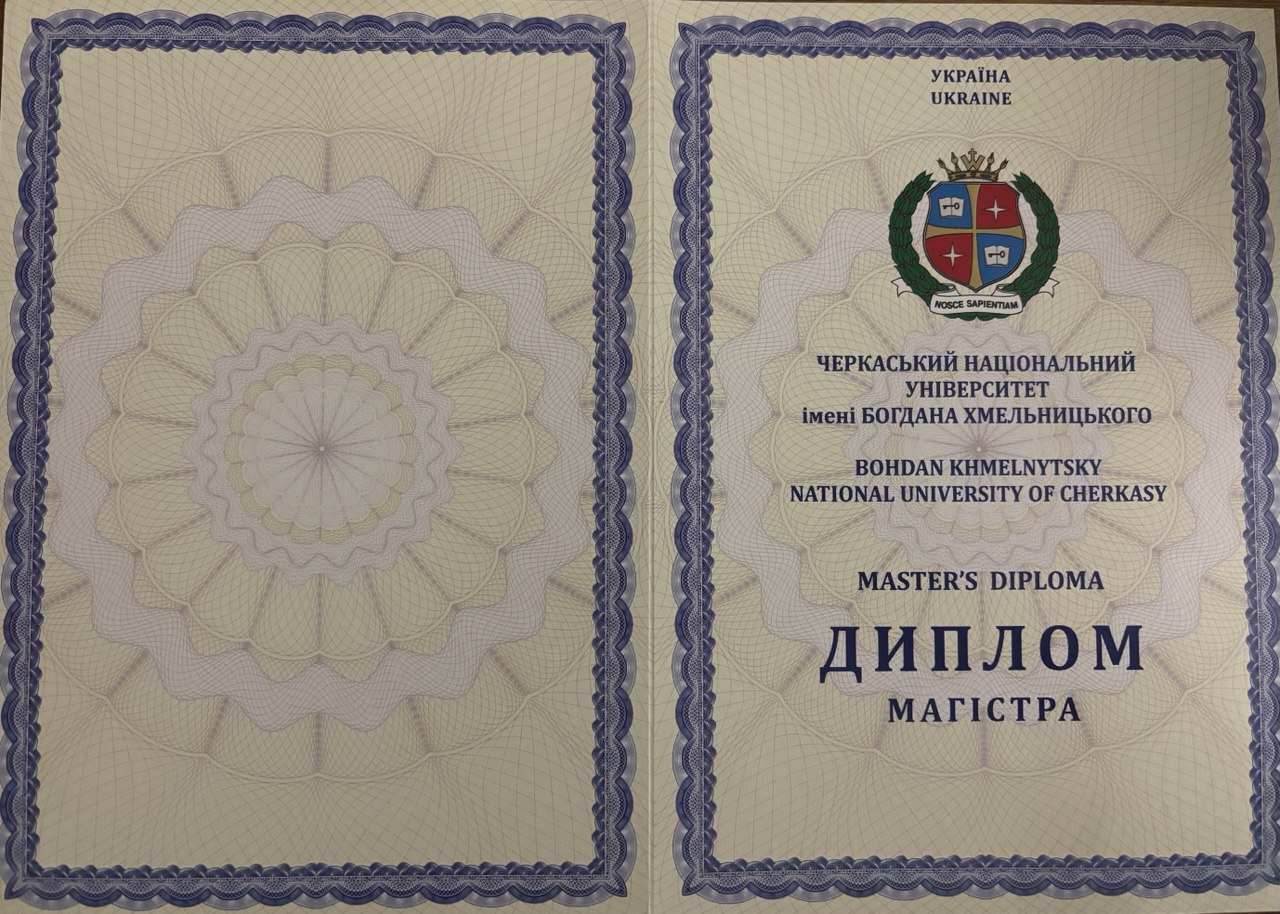 УКРАЇНА
UKRAINE
NOSCE SAPIENTIAM
ЧЕРКАСЬКИЙ НАЦІОНАЛЬНИЙ
УНІВЕРСИТЕТ
імені БОГДАНА ХМЕЛЬНИЦЬКОГО
BOHDAN KHMELNYTSKY
NATIONAL UNIVERSITY OF CHERKASY
MASTER'S DIPLOMA
ДИПЛОМ
МАГІСТРА